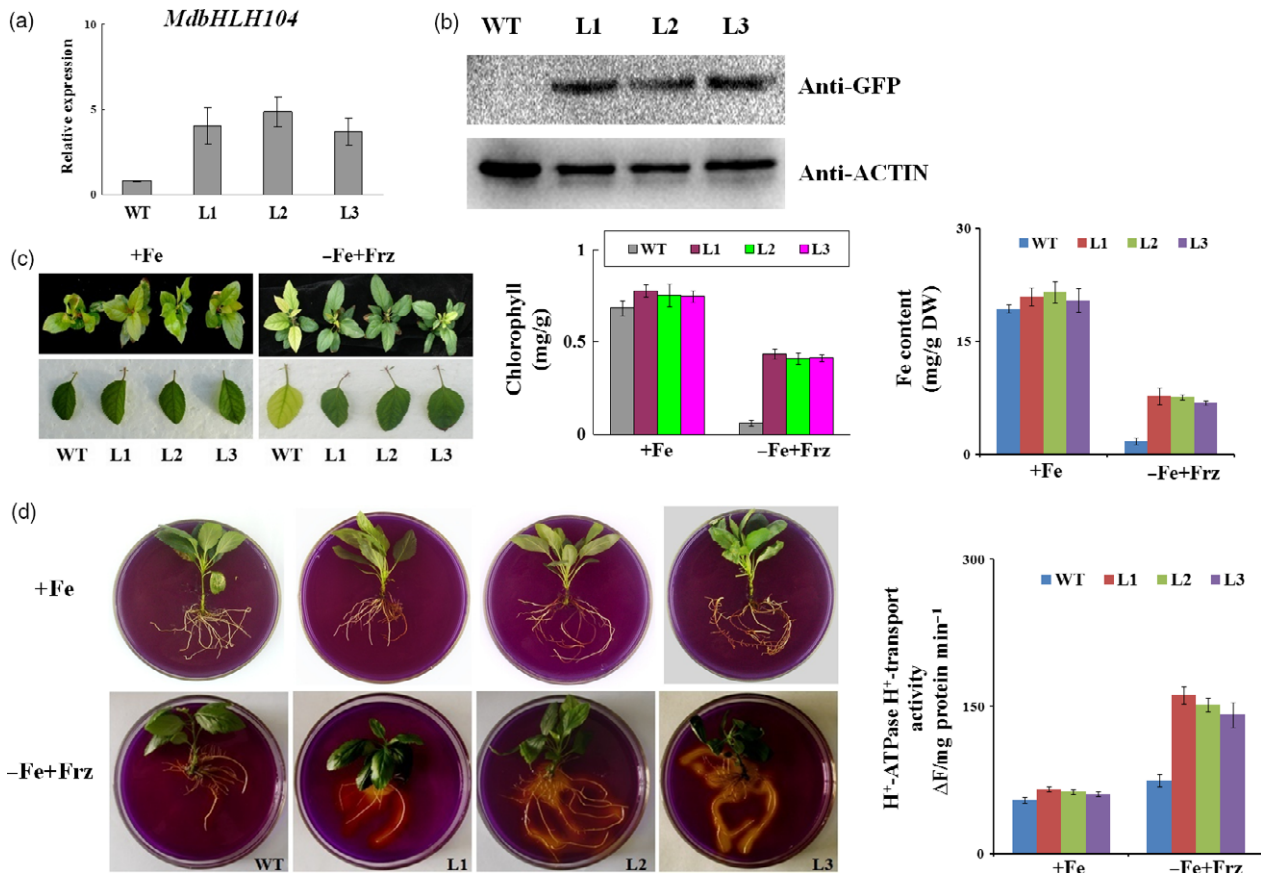 (a)
MdbHLH104
Relative expression
10
5
0
WT L1 L2 L3
(b)
WT L1 L2 L3
Anti-GFP
Anti-ACTIN
(c)
+Fe −Fe+Frz
WT L1 L2 L3 WT L1 L2 L3
Chlorophyll
(mg/g)
WT L1 L2 L3
1
0.5
0
+Fe −Fe+Frz
Fe content
(mg/g DW)
WT L1 L2 L3
30
15
0
+Fe −Fe+Frz
(d)
+Fe
−Fe+Frz
WT L1 L2 L3
H⁺-ATPase H⁺-transport
activity
ΔF/mg protein min⁻¹
WT L1 L2 L3
300
150
0
+Fe −Fe+Frz